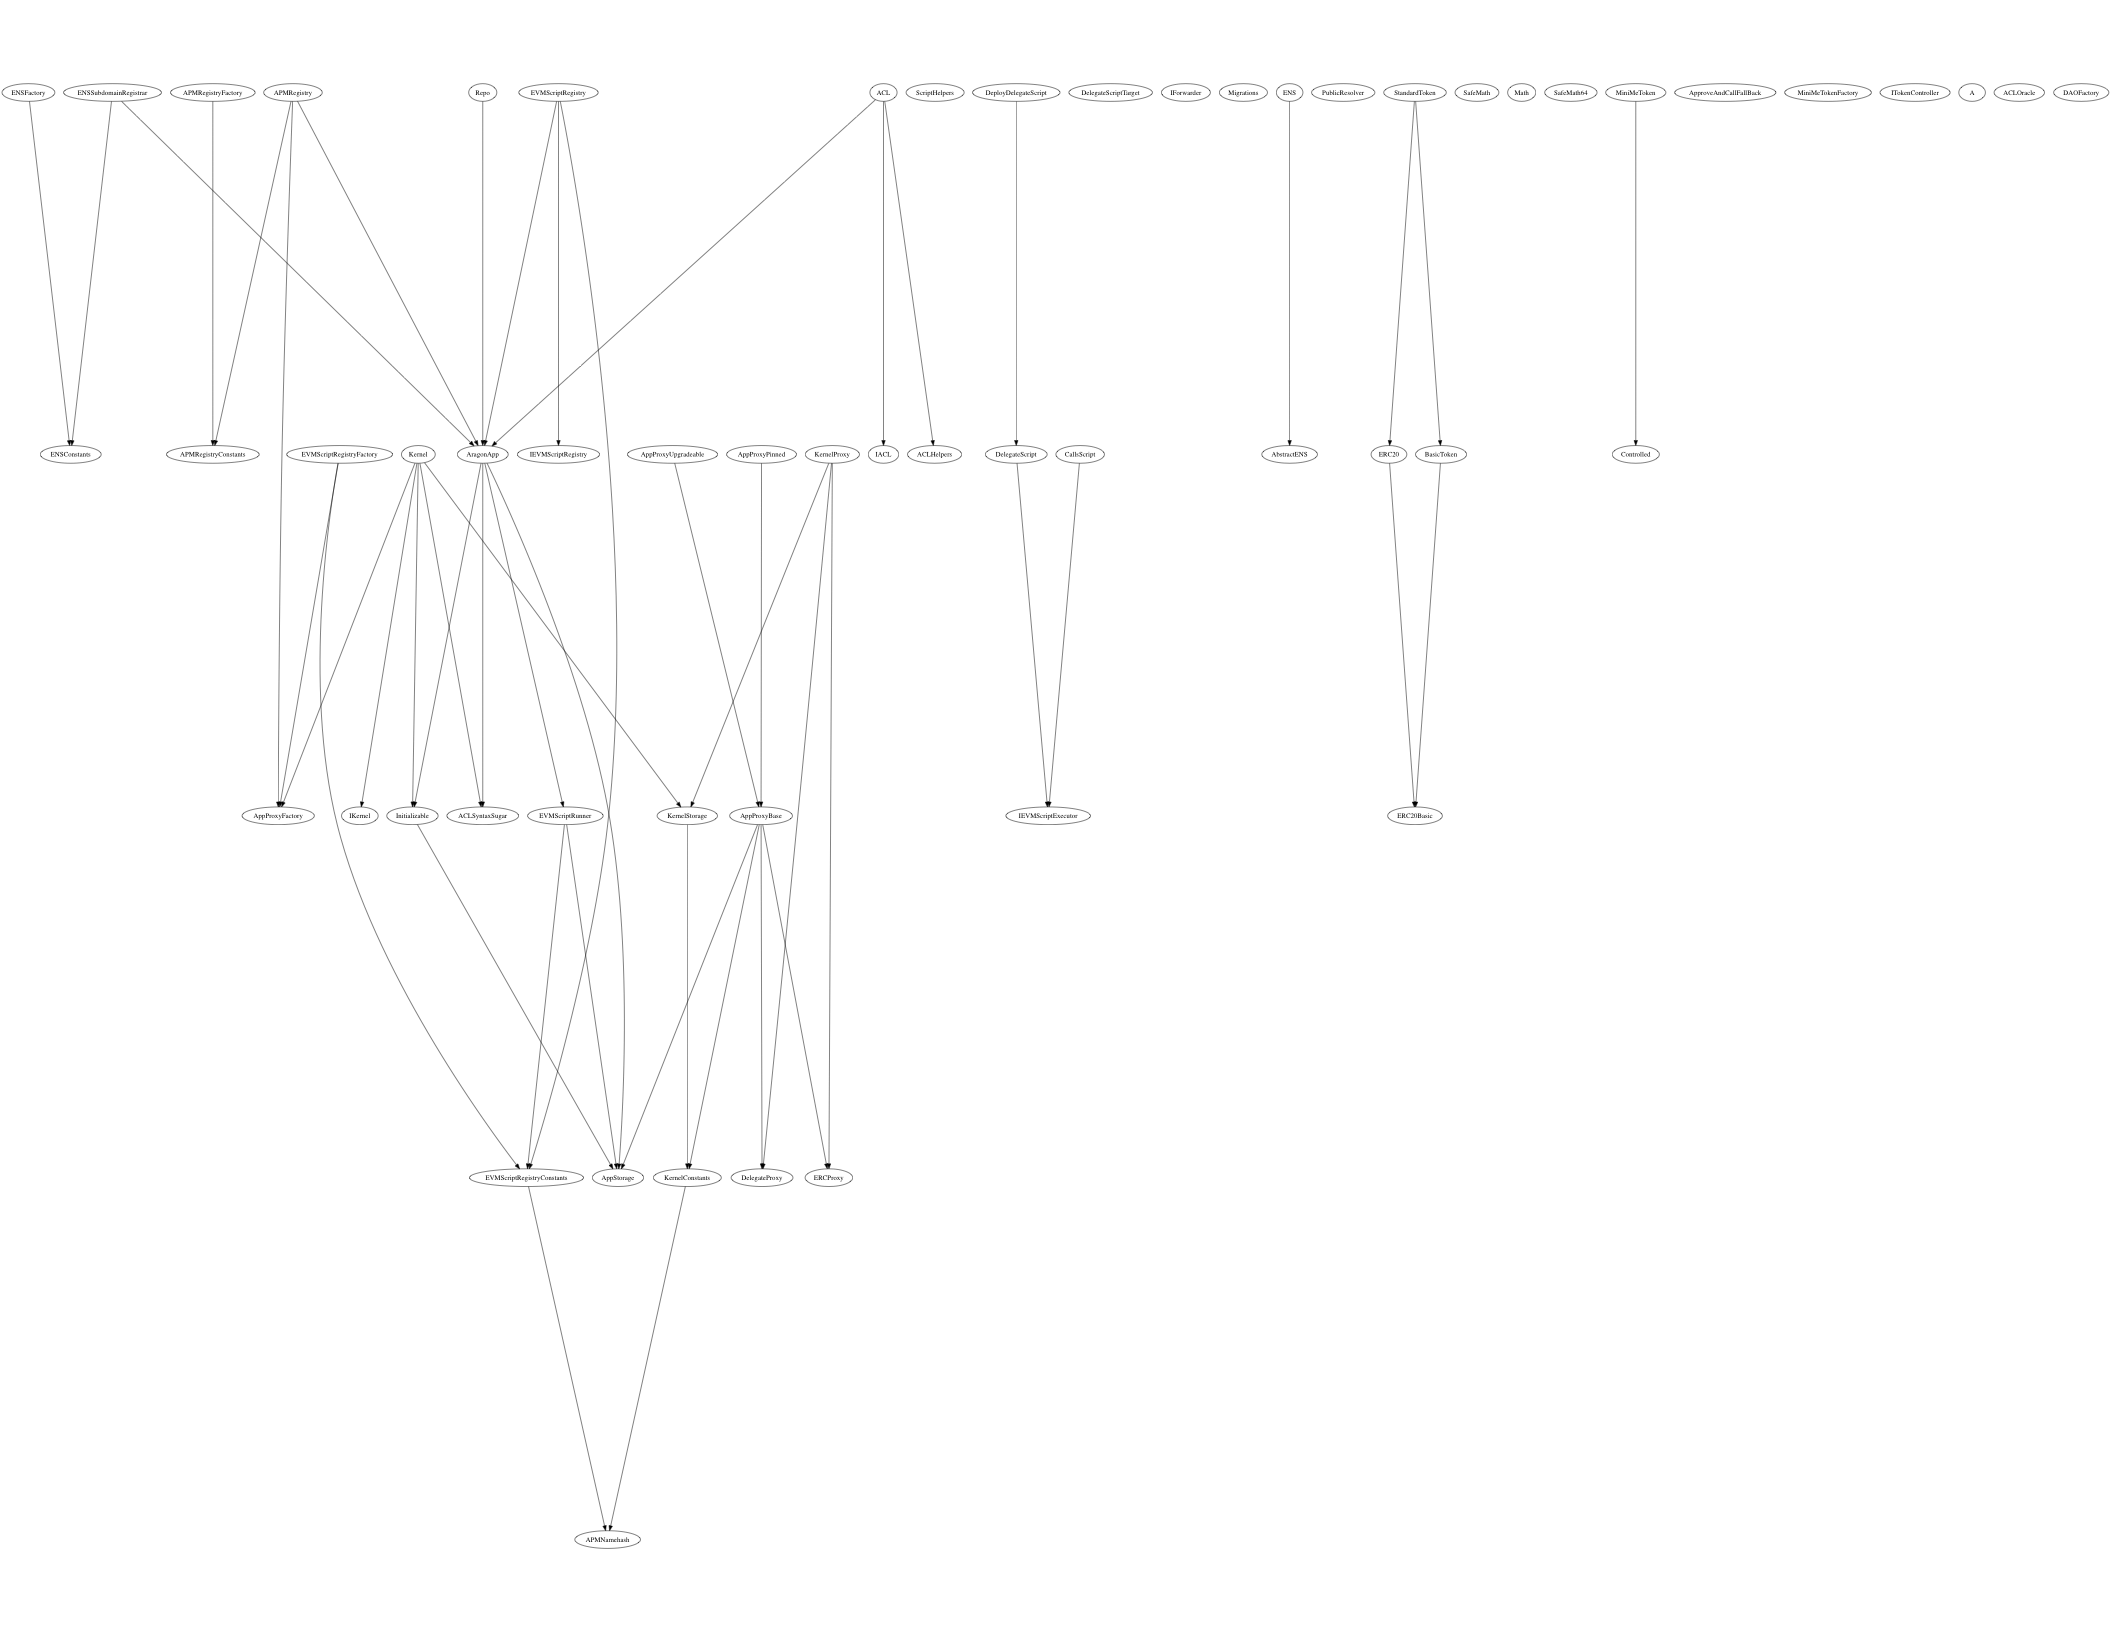 ENSFactory
ENSSubdomainRegistrar
APMRegistryFactory
APMRegistry
Repo
EVMScriptRegistry
ACL
ScriptHelpers
DeployDelegateScript
DelegateScriptTarget
IForwarder
Migrations
ENS
PublicResolver
StandardToken
SafeMath
Math
SafeMath64
MiniMeToken
ApproveAndCallFallBack
MiniMeTokenFactory
ITokenController
A
ACLOracle
DAOFactory
ENSConstants
APMRegistryConstants
EVMScriptRegistryFactory
Kernel
AragonApp
IEVMScriptRegistry
AppProxyUpgradeable
AppProxyPinned
KernelProxy
IACL
ACLHelpers
DelegateScript
CallsScript
AbstractENS
ERC20
BasicToken
Controlled
AppProxyFactory
IKernel
Initializable
ACLSyntaxSugar
EVMScriptRunner
KernelStorage
AppProxyBase
IEVMScriptExecutor
ERC20Basic
EVMScriptRegistryConstants
AppStorage
KernelConstants
DelegateProxy
ERCProxy
APMNamehash